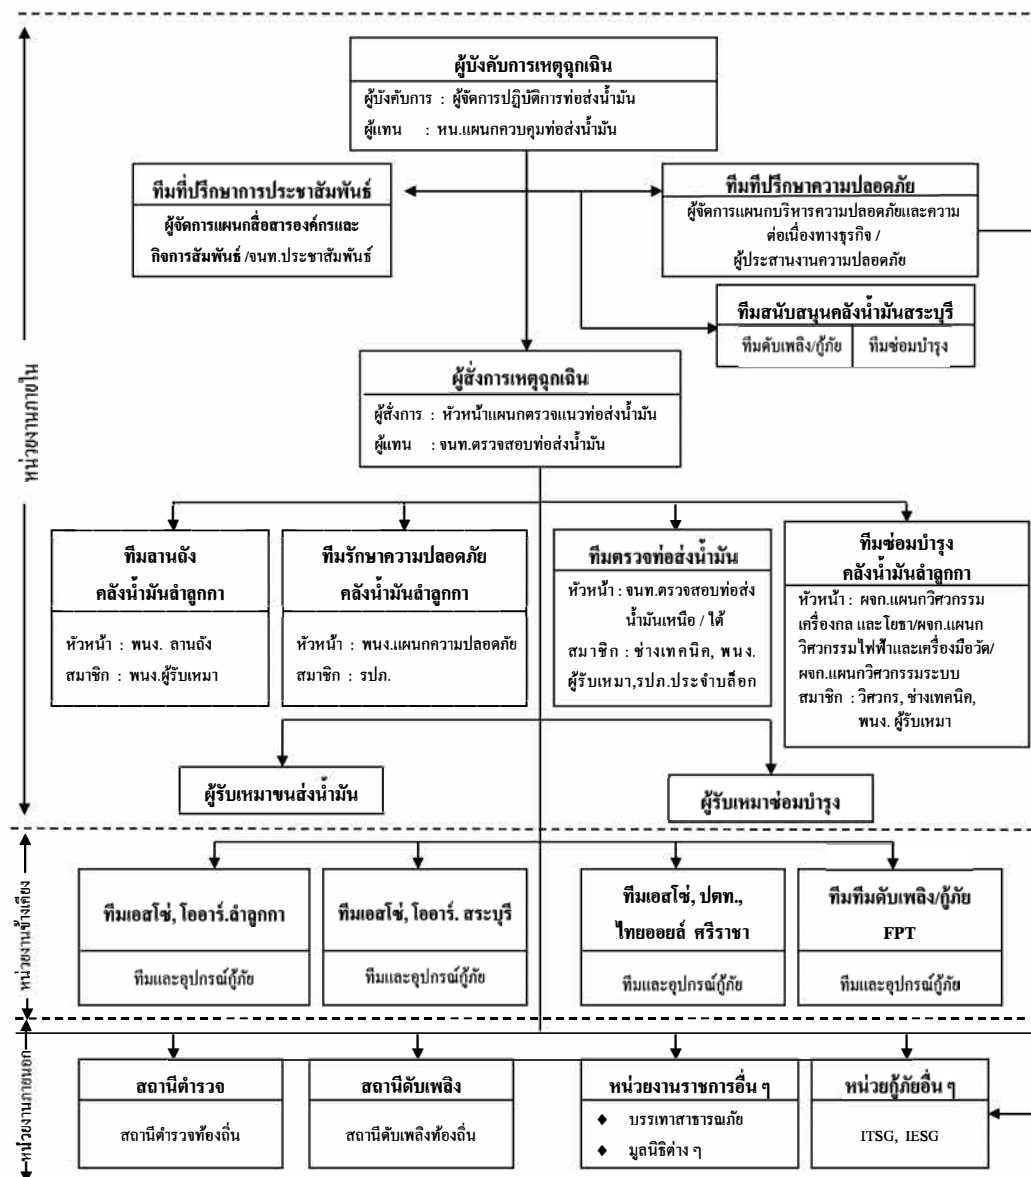 ผู้บังคับการเหตุฉุกเฉิน
ผู้บังคับการ : ผู้จัดการปฏิบัติการท่อส่งน้ำมัน
ผู้แทน : หน.แผนกควบคุมท่อส่งน้ำมัน
ทีมที่ปรึกษาการประชาสัมพันธ์
ผู้จัดการแผนกสื่อสารองค์กรและ
กิจการสัมพันธ์ /จนท.ประชาสัมพันธ์
ทีมที่ปรึกษาความปลอดภัย
ผู้จัดการแผนกบริหารความปลอดภัยและความ
ต่อเนื่องทางธุรกิจ /
ผู้ประสานงานความปลอดภัย
ทีมสนับสนุนคลังน้ำมันสระบุรี
ทีมดับเพลิง/กู้ภัย
ทีมซ่อมบำรุง
ผู้สั่งการเหตุฉุกเฉิน
ผู้สั่งการ : หัวหน้าแผนกตรวจแนวท่อส่งน้ำมัน
ผู้แทน : จนท.ตรวจสอบท่อส่งน้ำมัน
หน่วยงานภายใน
ทีมลานถัง
คลังน้ำมันลำลูกกา
หัวหน้า : พนง. ลานถัง
สมาชิก : พนง.ผู้รับเหมา
ทีมรักษาความปลอดภัย
คลังน้ำมันลำลูกกา
หัวหน้า : พนง.แผนกความปลอดภัย
สมาชิก : รปภ.
ทีมตรวจท่อส่งน้ำมัน
หัวหน้า : จนท.ตรวจสอบท่อส่ง
น้ำมันเหนือ / ใต้
สมาชิก : ช่างเทคนิค, พนง.
ผู้รับเหมา,รปภ.ประจำบล็อก
ทีมซ่อมบำรุง
คลังน้ำมันลำลูกกา
หัวหน้า : ผจก.แผนกวิศวกรรม
เครื่องกล และโยธา/ผจก.แผนก
วิศวกรรมไฟฟ้าและเครื่องมือวัด/
ผจก.แผนกวิศวกรรมระบบ
สมาชิก : วิศวกร, ช่างเทคนิค,
พนง. ผู้รับเหมา
ผู้รับเหมาขนส่งน้ำมัน
ผู้รับเหมาซ่อมบำรุง
หน่วยงานข้างเคียง
ทีมเอสโซ่, โออาร์.ลำลูกกา
ทีมและอุปกรณ์กู้ภัย
ทีมเอสโซ่, โออาร์. สระบุรี
ทีมและอุปกรณ์กู้ภัย
ทีมเอสโซ่, ปตท.,
ไทยออยล์ ศรีราชา
ทีมและอุปกรณ์กู้ภัย
ทีมทีมดับเพลิง/กู้ภัย
FPT
ทีมและอุปกรณ์กู้ภัย
หน่วยงานภายนอก
สถานีตำรวจ
สถานีตำรวจท้องถิ่น
สถานีดับเพลิง
สถานีดับเพลิงท้องถิ่น
หน่วยงานราชการอื่น ๆ
♦ บรรเทาสาธารณภัย
♦ มูลนิธิต่าง ๆ
หน่วยกู้ภัยอื่น ๆ
ITSG, IESG